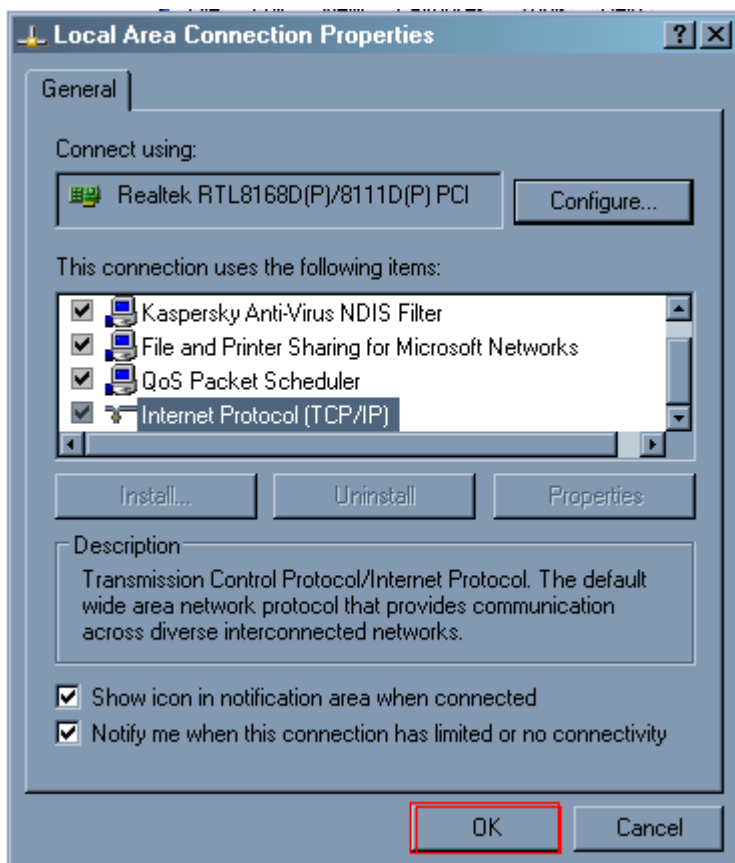 Local Area Connection Properties
General
Connect using:
Realtek RTL8168D(P)/8111D(P) PCI
Configure...
This connection uses the following items:
Kaspersky Anti-Virus NDIS Filter
File and Printer Sharing for Microsoft Networks
QoS Packet Scheduler
Internet Protocol (TCP/IP)
Install...
Uninstall
Properties
Description
Transmission Control Protocol/Internet Protocol. The default
wide area network protocol that provides communication
across diverse interconnected networks.
Show icon in notification area when connected
Notify me when this connection has limited or no connectivity
OK
Cancel